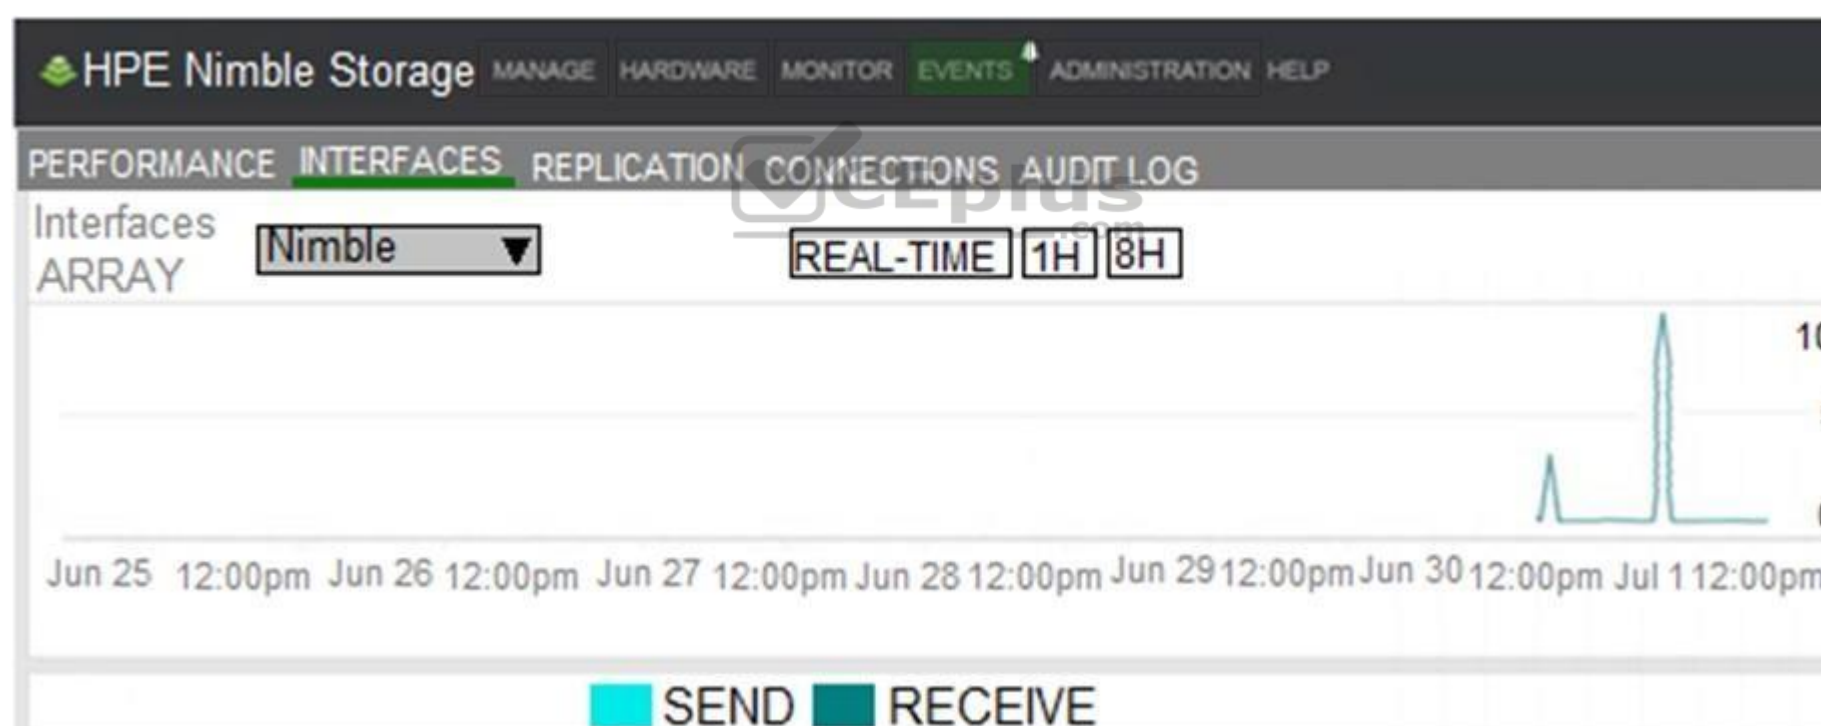 HPE Nimble Storage MANAGE HARDWARE MONITOR EVENTS ADMINISTRATION HELP
PERFORMANCE INTERFACES REPLICATION CONNECTIONS AUDIT LOG
CEplus
.com
Interfaces
ARRAY
Nimble
REAL-TIME 1H 8H
Jun 25 12:00pm Jun 26 12:00pm Jun 27 12:00pm Jun 28 12:00pm Jun 29 12:00pm Jun 30 12:00pm Jul 1 12:00pm
SEND RECEIVE